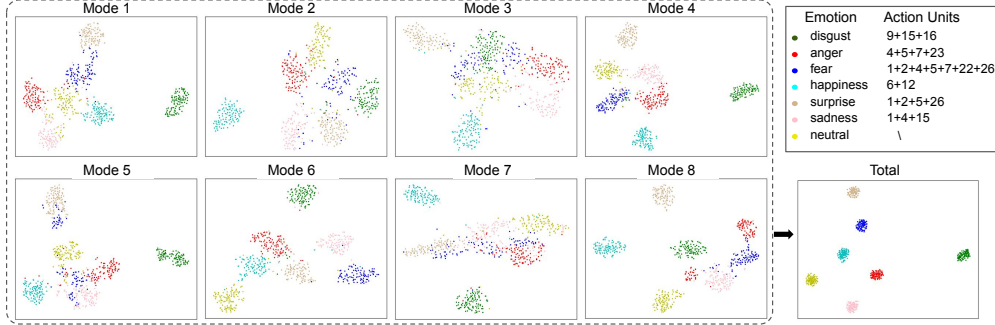 Mode 1
Mode 2
Mode 3
Mode 4
Mode 5
Mode 6
Mode 7
Mode 8
Total
Emotion Action Units
disgust 9+15+16
anger 4+5+7+23
fear 1+2+4+5+7+22+26
happiness 6+12
surprise 1+2+5+26
sadness 1+4+15
neutral \